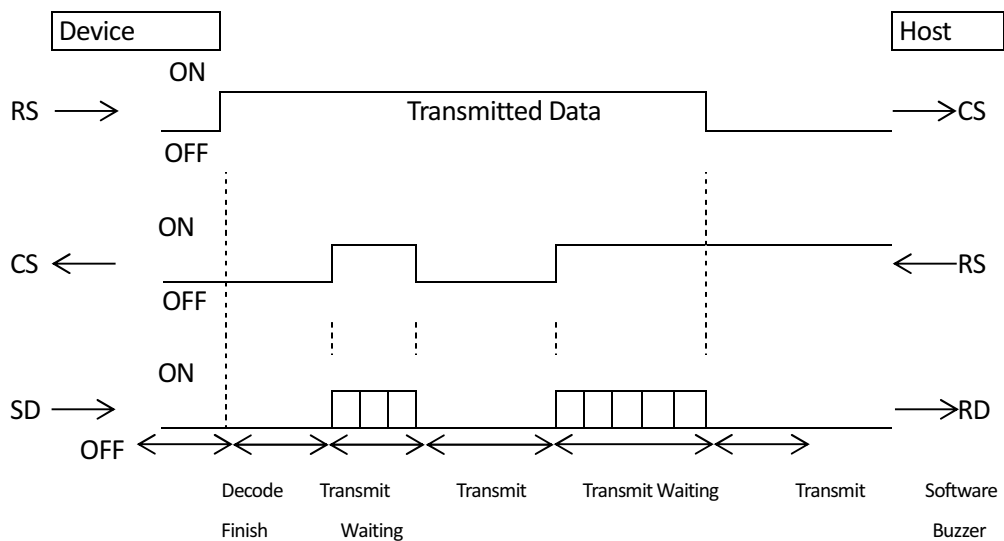 Device Host
ON
RS Transmitted Data CS
OFF
ON
CS RS
OFF
ON
SD RD
OFF
Decode Transmit Transmit Transmit Waiting Transmit Software
Finish Waiting Buzzer